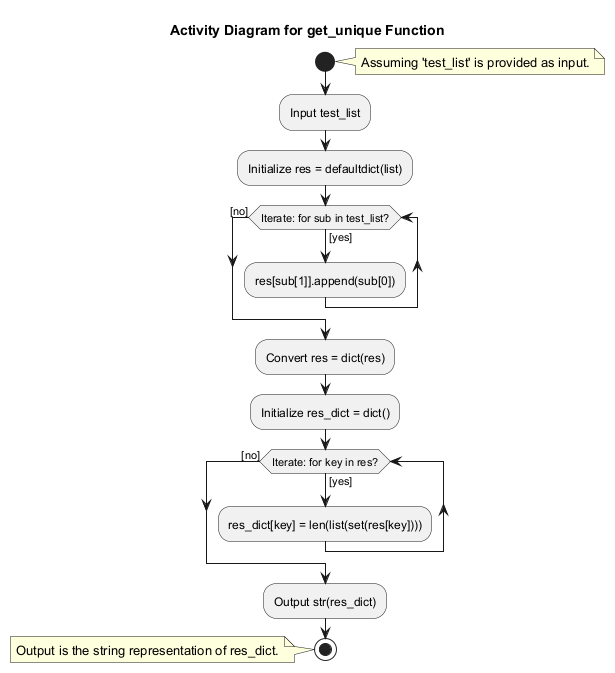 Activity Diagram for get_unique Function
Assuming 'test_list' is provided as input.
Input test_list
Initialize res = defaultdict(list)
[no]
Iterate: for sub in test_list?
[yes]
res[sub[1]].append(sub[0])
Convert res = dict(res)
Initialize res_dict = dict()
[no]
Iterate: for key in res?
[yes]
res_dict[key] = len(list(set(res[key])))
Output str(res_dict)
Output is the string representation of res_dict.